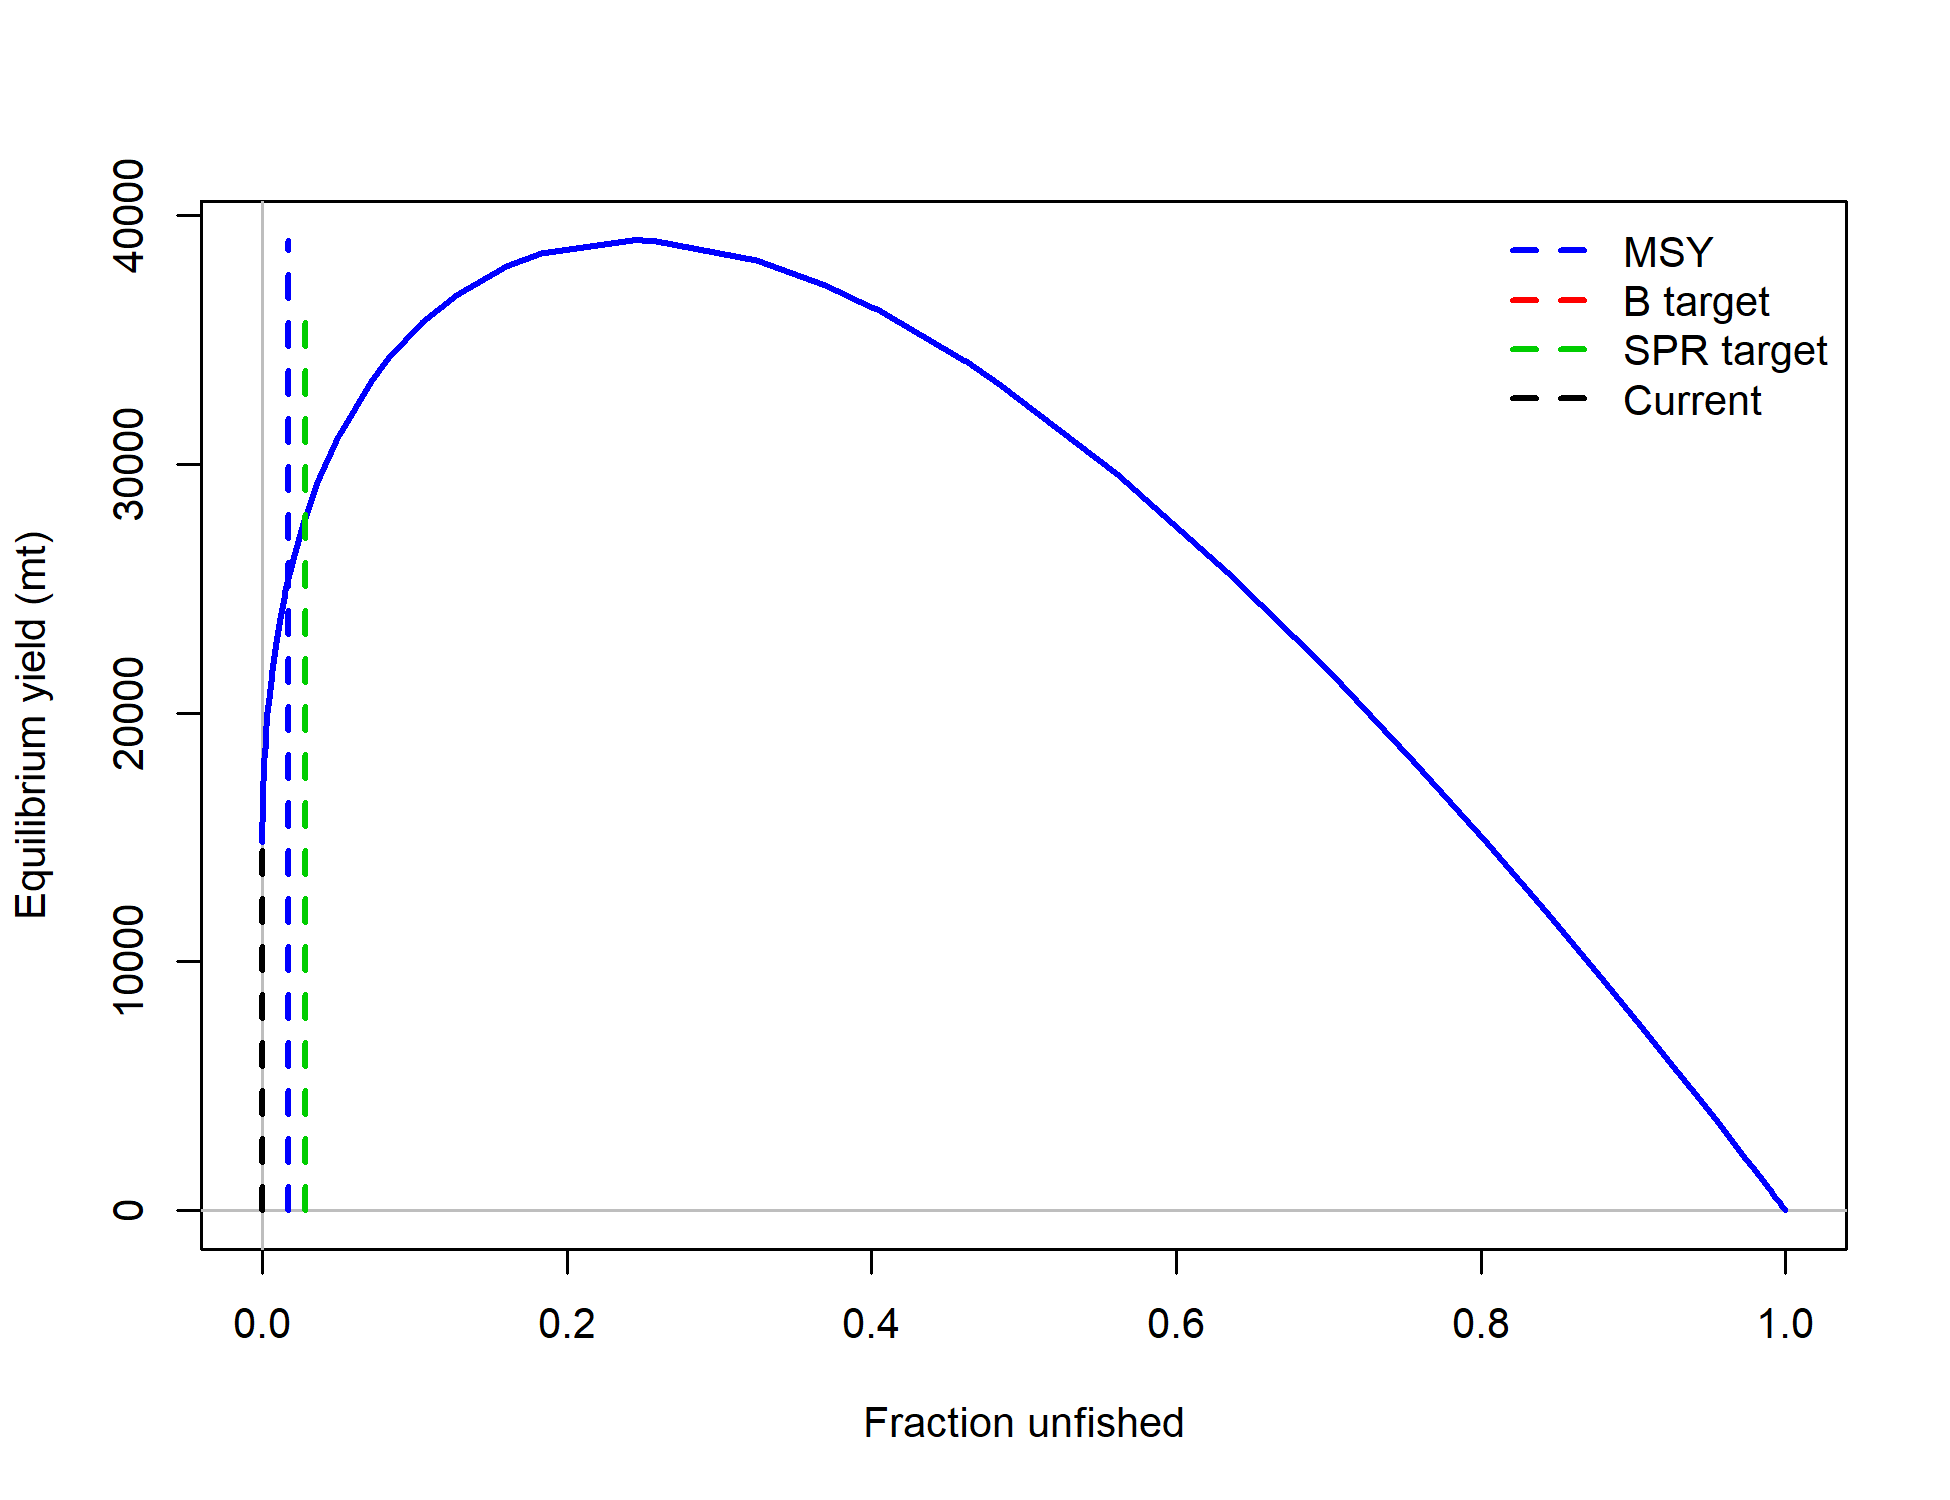 MSY
B target
SPR target
Current
40000
30000
20000
10000
0
Equilibrium yield (mt)
0.0 0.2 0.4 0.6 0.8 1.0
Fraction unfished